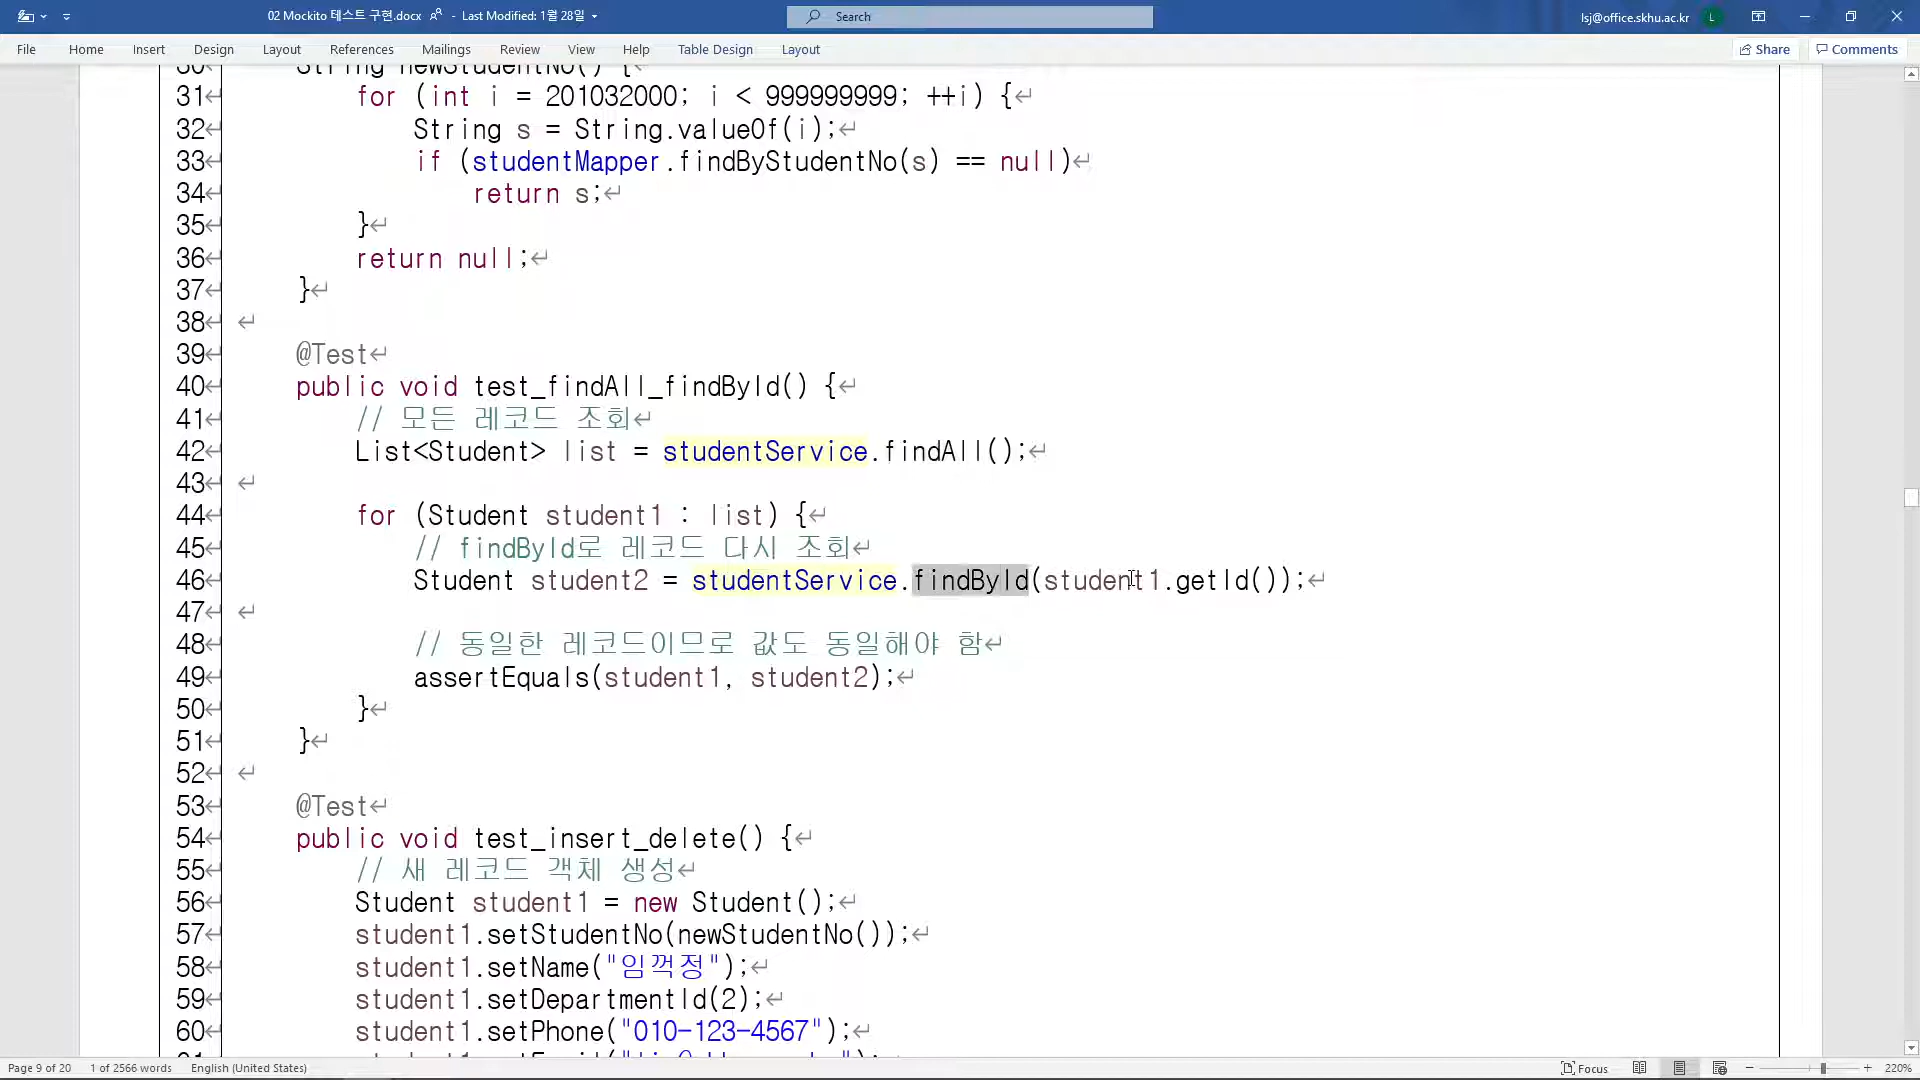 02 Mockito 테스트 구현.docx - Last Modified: 1월 28일
Search
lsj@office.skhu.ac.kr L
File Home Insert Design Layout References Mailings Review View Help Table Design Layout Share Comments
30 String newStudentNo() {
31 for (int i = 201032000; i < 999999999; ++i) {
32 String s = String.valueOf(i);
33 if (studentMapper.findByStudentNo(s) == null)
34 return s;
35 }
36 return null;
37 }
38
39 @Test
40 public void test_findAll_findById() {
41 // 모든 레코드 조회
42 List<Student> list = studentService.findAll();
43
44 for (Student student1 : list) {
45 // findById로 레코드 다시 조회
46 Student student2 = studentService.findById(student1.getId());
47
48 // 동일한 레코드이므로 값도 동일해야 함
49 assertEquals(student1, student2);
50 }
51 }
52
53 @Test
54 public void test_insert_delete() {
55 // 새 레코드 객체 생성
56 Student student1 = new Student();
57 student1.setStudentNo(newStudentNo());
58 student1.setName("임꺽정");
59 student1.setDepartmentId(2);
60 student1.setPhone("010-123-4567");
Page 9 of 20 1 of 2566 words English (United States) Focus 220%